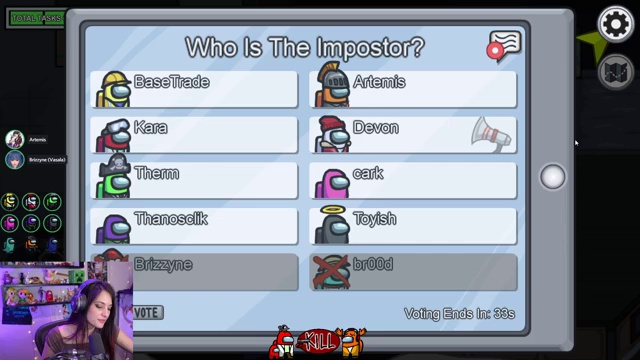 TOTAL TASKS
Who Is The Impostor?
BaseTrade
Artemis
Kara
Devon
Therm
cark
Thanosclik
Toyish
Brizzyne
br00d
Artemis
Brizzyne (Vasala)
VOTE
Voting Ends In: 33s
KILL